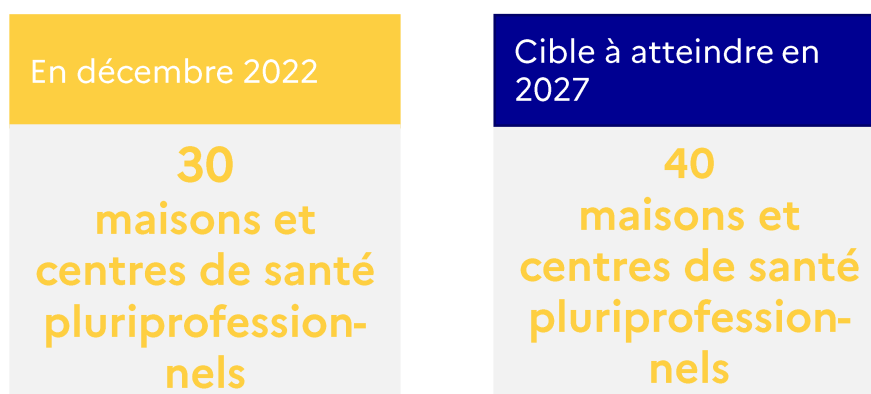 En décembre 2022
30
maisons et
centres de santé
pluriprofession-
nels
Cible à atteindre en
2027
40
maisons et
centres de santé
pluriprofession-
nels